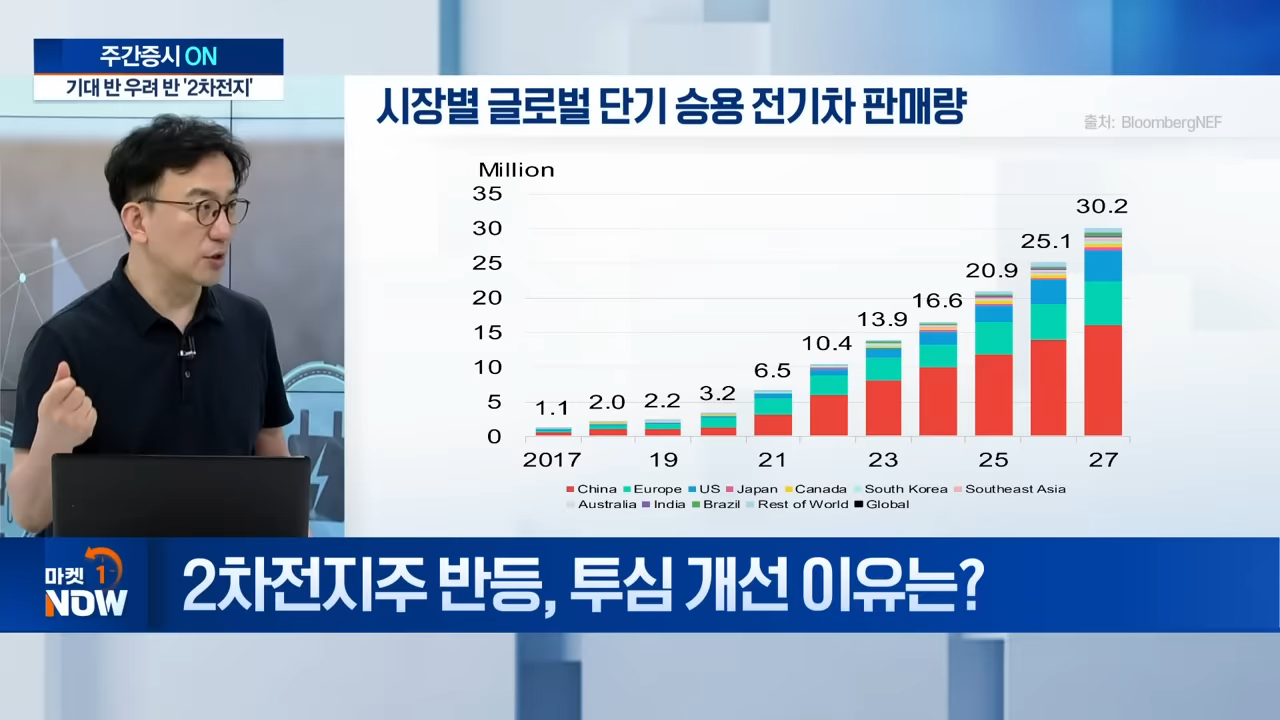 주간증시 ON
기대 반 우려 반 '2차전지'
시장별 글로벌 단기 승용 전기차 판매량
출처: BloombergNEF
Million
35
30
25
20
15
10
5
0
1.1
2.0
2.2
3.2
6.5
10.4
13.9
16.6
20.9
25.1
30.2
2017 19 21 23 25 27
China Europe US Japan Canada South Korea Southeast Asia
Australia India Brazil Rest of World Global
마켓 1
NOW
2차전지주 반등, 투심 개선 이유는?